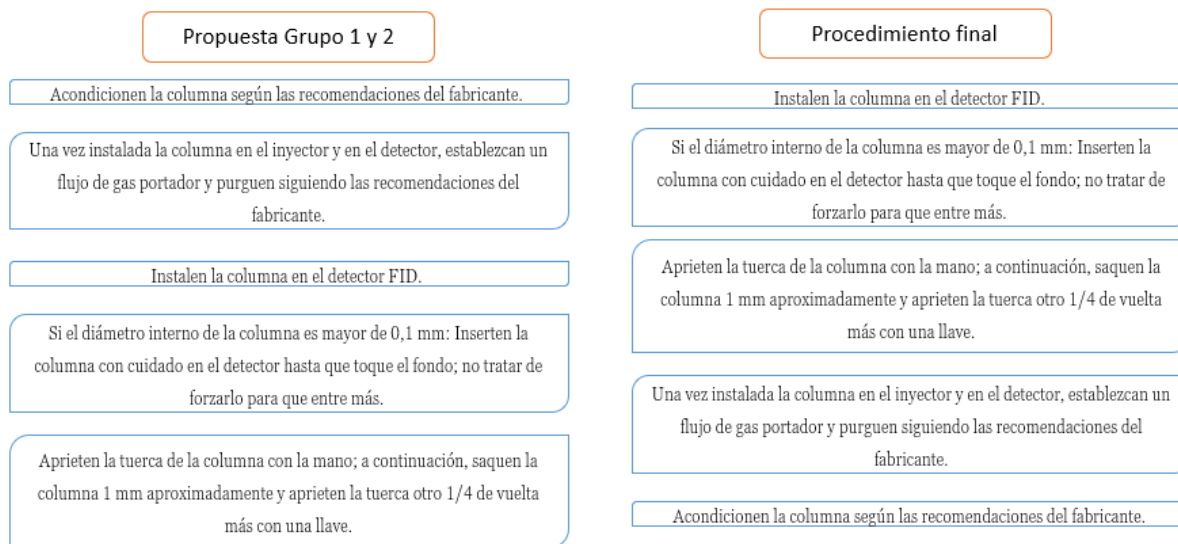 Propuesta Grupo 1 y 2
Acondicionen la columna según las recomendaciones del fabricante.
Una vez instalada la columna en el inyector y en el detector, establezcan un
flujo de gas portador y purguen siguiendo las recomendaciones del
fabricante.
Instalen la columna en el detector FID.
Si el diámetro interno de la columna es mayor de 0,1 mm: Inserten la
columna con cuidado en el detector hasta que toque el fondo; no tratar de
forzarlo para que entre más.
Aprieten la tuerca de la columna con la mano; a continuación, saquen la
columna 1 mm aproximadamente y aprieten la tuerca otro 1/4 de vuelta
más con una llave.
Procedimiento final
Instalen la columna en el detector FID.
Si el diámetro interno de la columna es mayor de 0,1 mm: Inserten la
columna con cuidado en el detector hasta que toque el fondo; no tratar de
forzarlo para que entre más.
Aprieten la tuerca de la columna con la mano; a continuación, saquen la
columna 1 mm aproximadamente y aprieten la tuerca otro 1/4 de vuelta
más con una llave.
Una vez instalada la columna en el inyector y en el detector, establezcan un
flujo de gas portador y purguen siguiendo las recomendaciones del
fabricante.
Acondicionen la columna según las recomendaciones del fabricante.